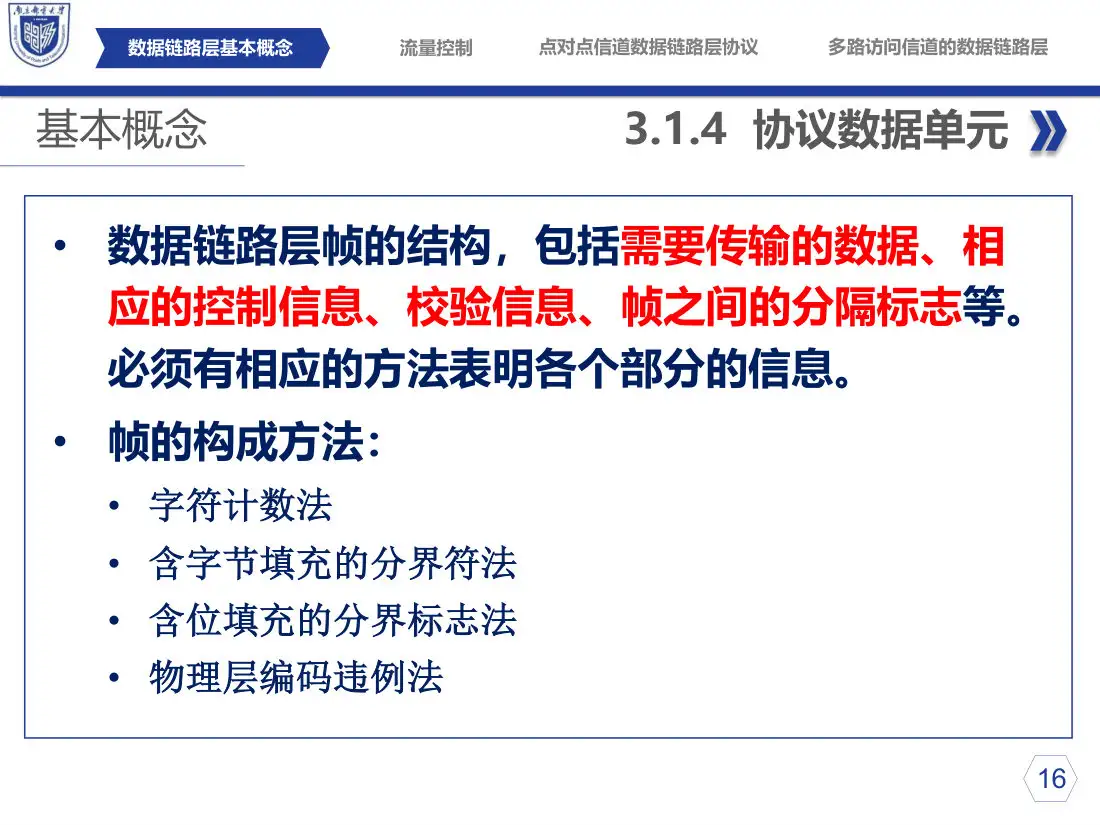 南京邮电大学
数据链路层基本概念
流量控制
点对点信道数据链路层协议
多路访问信道的数据链路层
基本概念
3.1.4 协议数据单元
• 数据链路层帧的结构，包括需要传输的数据、相
应的控制信息、校验信息、帧之间的分隔标志等。
必须有相应的方法表明各个部分的信息。
• 帧的构成方法：
• 字符计数法
• 含字节填充的分界符法
• 含位填充的分界标志法
• 物理层编码违例法
16